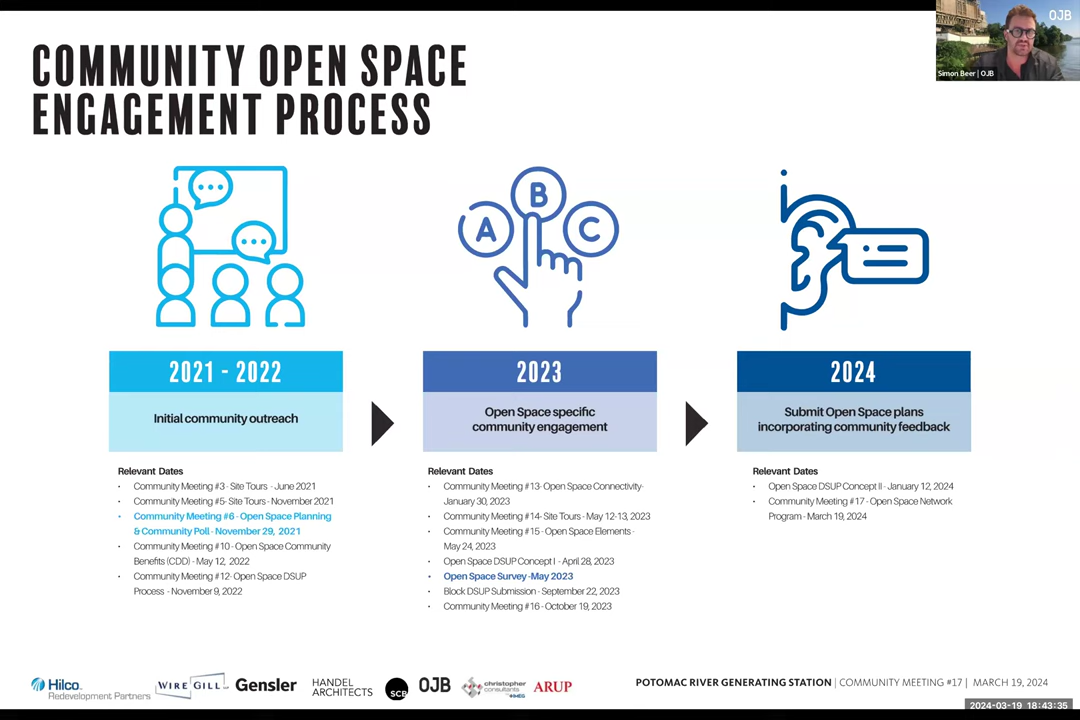 COMMUNITY OPEN SPACE
ENGAGEMENT PROCESS
OJB
Simon Beer | OJB
A
B
C
2021 - 2022
Initial community outreach
Relevant Dates
• Community Meeting #3 - Site Tours - June 2021
• Community Meeting #5 - Site Tours - November 2021
• Community Meeting #6 - Open Space Planning
& Community Poll - November 29, 2021
• Community Meeting #10 - Open Space Community
Benefits (CDD) - May 12, 2022
• Community Meeting #12- Open Space DSUP
Process - November 9, 2022
2023
Open Space specific
community engagement
Relevant Dates
• Community Meeting #13- Open Space Connectivity-
January 30, 2023
• Community Meeting #14- Site Tours - May 12-13, 2023
• Community Meeting #15 - Open Space Elements -
May 24, 2023
• Open Space DSUP Concept I - April 28, 2023
• Open Space Survey -May 2023
• Block DSUP Submission - September 22, 2023
• Community Meeting #16 - October 19, 2023
2024
Submit Open Space plans
incorporating community feedback
Relevant Dates
• Open Space DSUP Concept II - January 12, 2024
• Community Meeting #17 - Open Space Network
Program - March 19, 2024
Hilco
Redevelopment Partners
WIRE GILL LLP
Gensler
HANDEL
ARCHITECTS
SCB
OJB
christopher
consultants
IMEG
ARUP
POTOMAC RIVER GENERATING STATION | COMMUNITY MEETING #17 | MARCH 19, 2024
2024-03-19 18:43:35